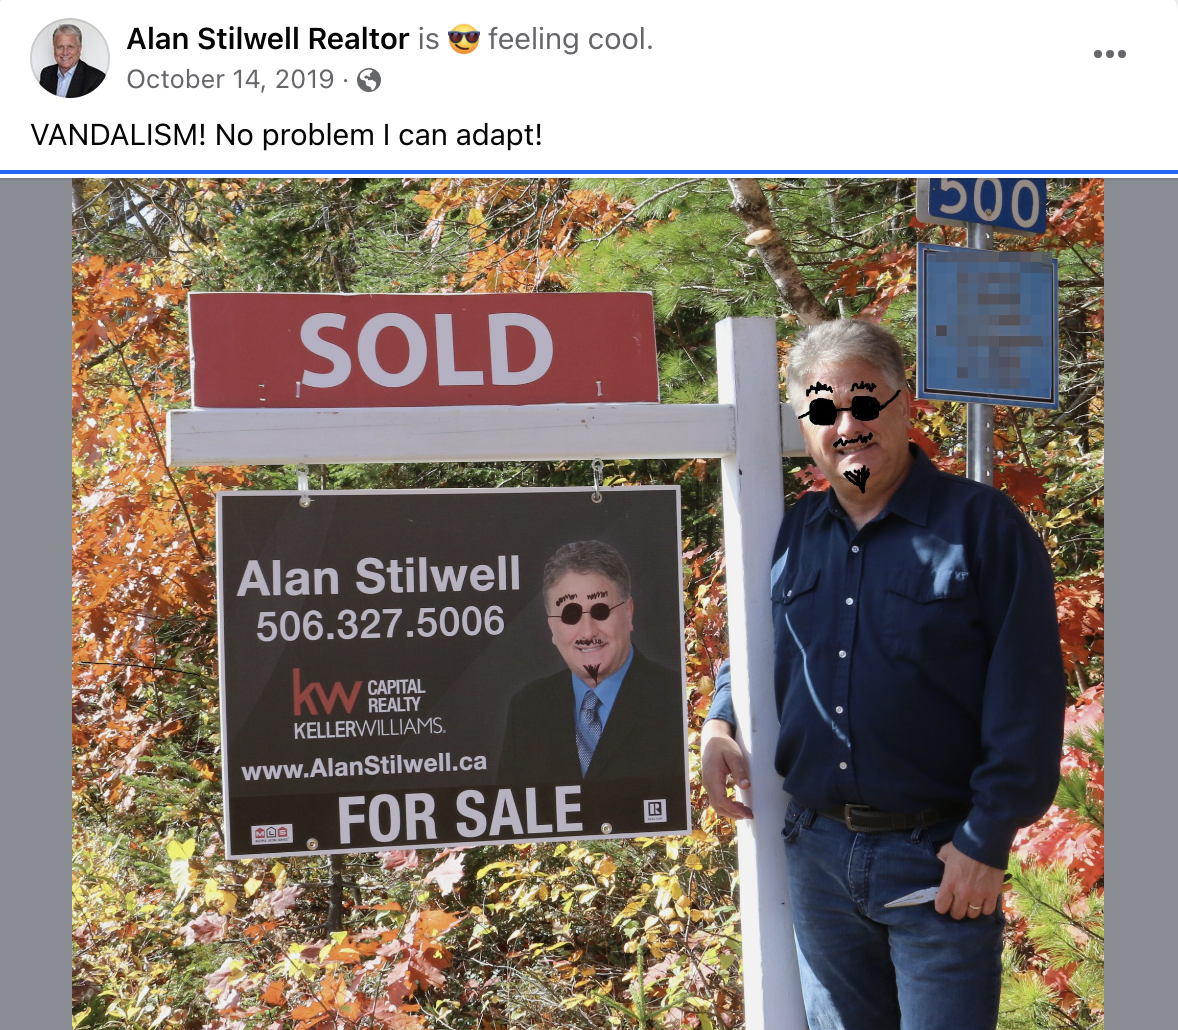 Alan Stilwell Realtor is 😎 feeling cool.
October 14, 2019 ·
VANDALISM! No problem I can adapt!
500
SOLD
Alan Stilwell
506.327.5006
kw CAPITAL
REALTY
KELLERWILLIAMS.
www.AlanStilwell.ca
FOR SALE
MLS
R